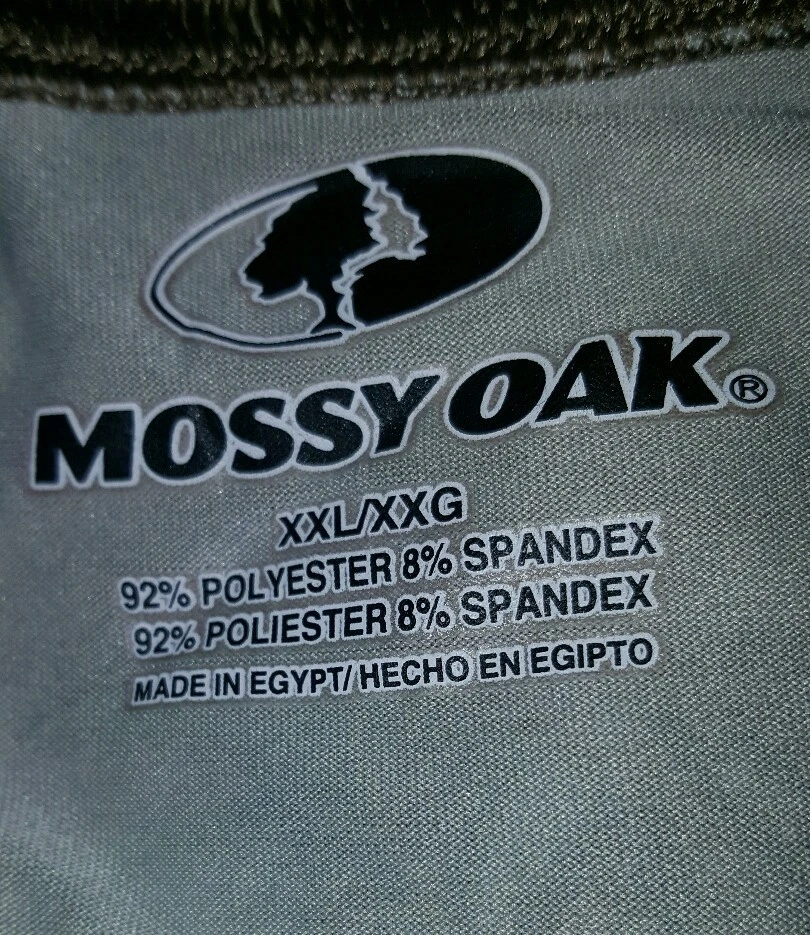 MOSSY OAK®
XXL/XXG
92% POLYESTER 8% SPANDEX
92% POLIESTER 8% SPANDEX
MADE IN EGYPT/ HECHO EN EGIPTO